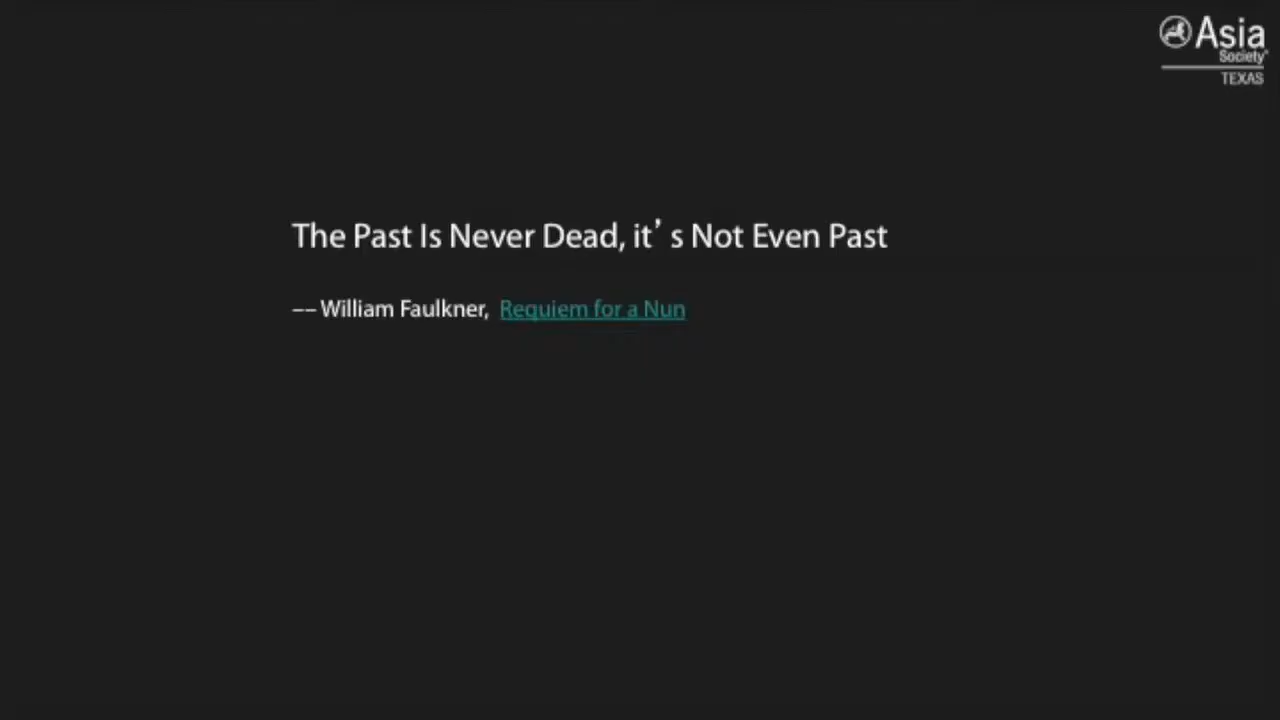 Asia
Society
TEXAS
The Past Is Never Dead, it’s Not Even Past
–– William Faulkner, Requiem for a Nun